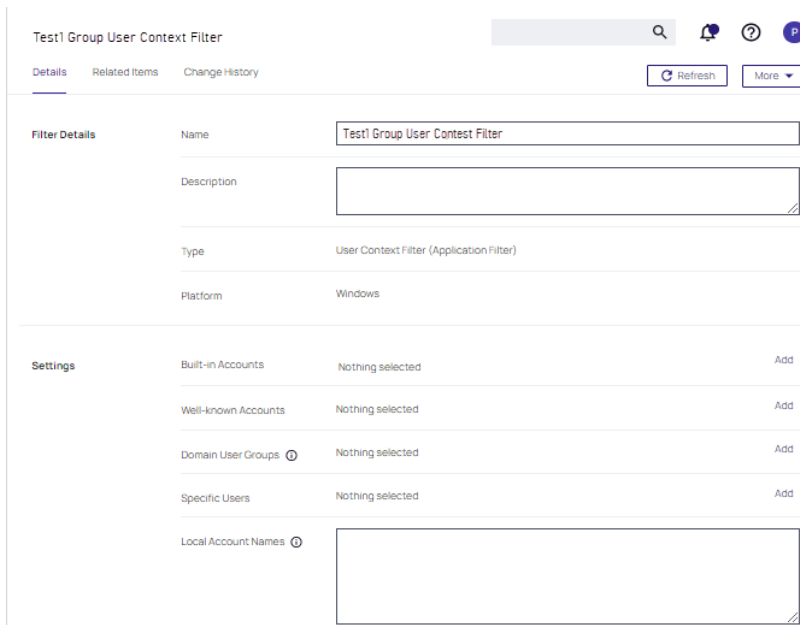 Test1 Group User Context Filter
P
Details Related Items Change History Refresh More
Filter Details Name Test1 Group User Contest Filter
Description
Type User Context Filter (Application Filter)
Platform Windows
Settings Built-in Accounts Nothing selected Add
Well-known Accounts Nothing selected Add
Domain User Groups Nothing selected Add
Specific Users Nothing selected Add
Local Account Names